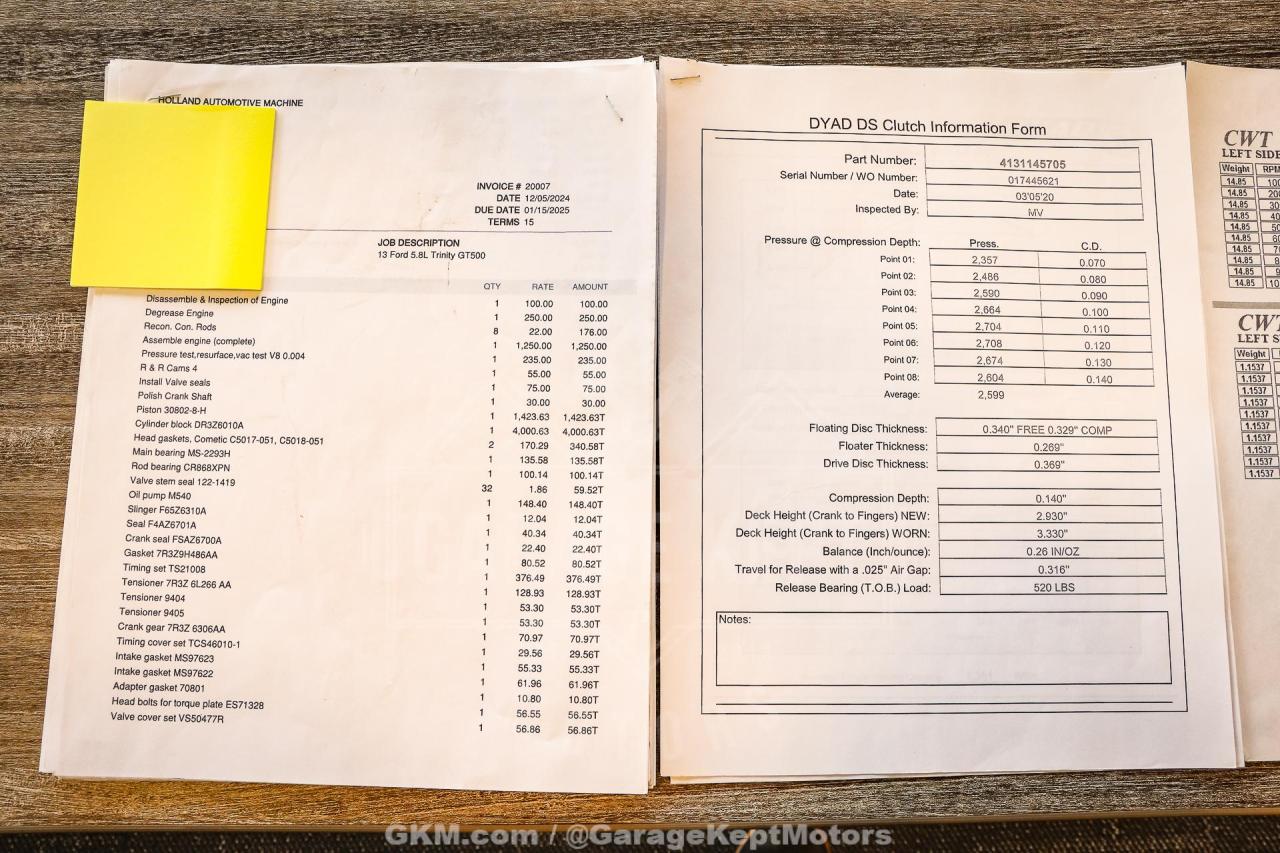 HOLLAND AUTOMOTIVE MACHINE
INVOICE # 20007
DATE 12/05/2024
DUE DATE 01/15/2025
TERMS 15
JOB DESCRIPTION
13 Ford 5.8L Trinity GT500
QTY RATE AMOUNT
Disassemble & Inspection of Engine 1 100.00 100.00
Degrease Engine 1 250.00 250.00
Recon. Con. Rods 8 22.00 176.00
Assemble engine (complete) 1 1,250.00 1,250.00
Pressure test,resurface,vac test V8 0.004 1 235.00 235.00
R & R Cams 4 1 55.00 55.00
Install Valve seals 1 75.00 75.00
Polish Crank Shaft 1 30.00 30.00
Piston 30802-8-H 1 1,423.63 1,423.63T
Cylinder block DR3Z6010A 1 4,000.63 4,000.63T
Head gaskets, Cometic C5017-051, C5018-051 2 170.29 340.58T
Main bearing MS-2293H 1 135.58 135.58T
Rod bearing CR868XPN 1 100.14 100.14T
Valve stem seal 122-1419 32 1.86 59.52T
Oil pump M540 1 148.40 148.40T
Slinger F65Z6310A 1 12.04 12.04T
Seal F4AZ6701A 1 40.34 40.34T
Crank seal FSAZ6700A 1 22.40 22.40T
Gasket 7R3Z9H486AA 1 80.52 80.52T
Timing set TS21008 1 376.49 376.49T
Tensioner 7R3Z 6L266 AA 1 128.93 128.93T
Tensioner 9404 1 53.30 53.30T
Tensioner 9405 1 53.30 53.30T
Crank gear 7R3Z 6306AA 1 70.97 70.97T
Timing cover set TCS46010-1 1 29.56 29.56T
Intake gasket MS97623 1 55.33 55.33T
Intake gasket MS97622 1 61.96 61.96T
Adapter gasket 70801 1 10.80 10.80T
Head bolts for torque plate ES71328 1 56.55 56.55T
Valve cover set VS50477R 1 56.86 56.86T
DYAD DS Clutch Information Form
Part Number: 4131145705
Serial Number / WO Number: 017445621
Date: 03'05'20
Inspected By: MV
Pressure @ Compression Depth: Press. C.D.
Point 01: 2,357 0.070
Point 02: 2,486 0.080
Point 03: 2,590 0.090
Point 04: 2,664 0.100
Point 05: 2,704 0.110
Point 06: 2,708 0.120
Point 07: 2,674 0.130
Point 08: 2,604 0.140
Average: 2,599
Floating Disc Thickness: 0.340" FREE 0.329" COMP
Floater Thickness: 0.269"
Drive Disc Thickness: 0.369"
Compression Depth: 0.140"
Deck Height (Crank to Fingers) NEW: 2.930"
Deck Height (Crank to Fingers) WORN: 3.330"
Balance (Inch/ounce): 0.26 IN/OZ
Travel for Release with a .025" Air Gap: 0.316"
Release Bearing (T.O.B.) Load: 520 LBS
Notes:
CWT
LEFT SIDE
Weight RPM
14.85
14.85
14.85
14.85
14.85
14.85
14.85
14.85
14.85
14.85
CWT
LEFT
Weight
1.1537
1.1537
1.1537
1.1537
1.1537
1.1537
1.1537
1.1537
1.1537
1.1537
GKM.com / @GarageKeptMotors